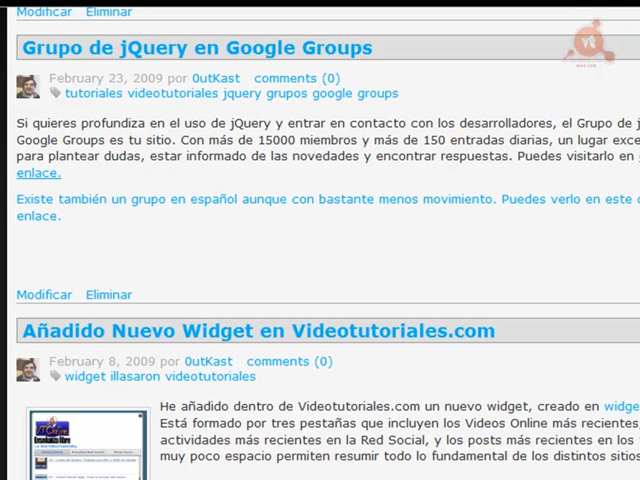 Modificar Eliminar
Grupo de jQuery en Google Groups
February 23, 2009 por 0utKast comments (0)
tutoriales videotutoriales jquery grupos google groups
Si quieres profundiza en el uso de jQuery y entrar en contacto con los desarrolladores, el Grupo de
Google Groups es tu sitio. Con más de 15000 miembros y más de 150 entradas diarias, un lugar
para plantear dudas, estar informado de las novedades y encontrar respuestas. Puedes visitarlo en
enlace.
Existe también un grupo en español aunque con bastante menos movimiento. Puedes verlo en este
enlace.
Modificar Eliminar
Añadido Nuevo Widget en Videotutoriales.com
February 8, 2009 por 0utKast comments (0)
widget illasaron videotutoriales
He añadido dentro de Videotutoriales.com un nuevo widget, creado en
Está formado por tres pestañas que incluyen los Videos Online más recientes,
actividades más recientes en la Red Social, y los posts más recientes en los
muy poco espacio permiten resumir todo lo fundamental de los distintos sitios